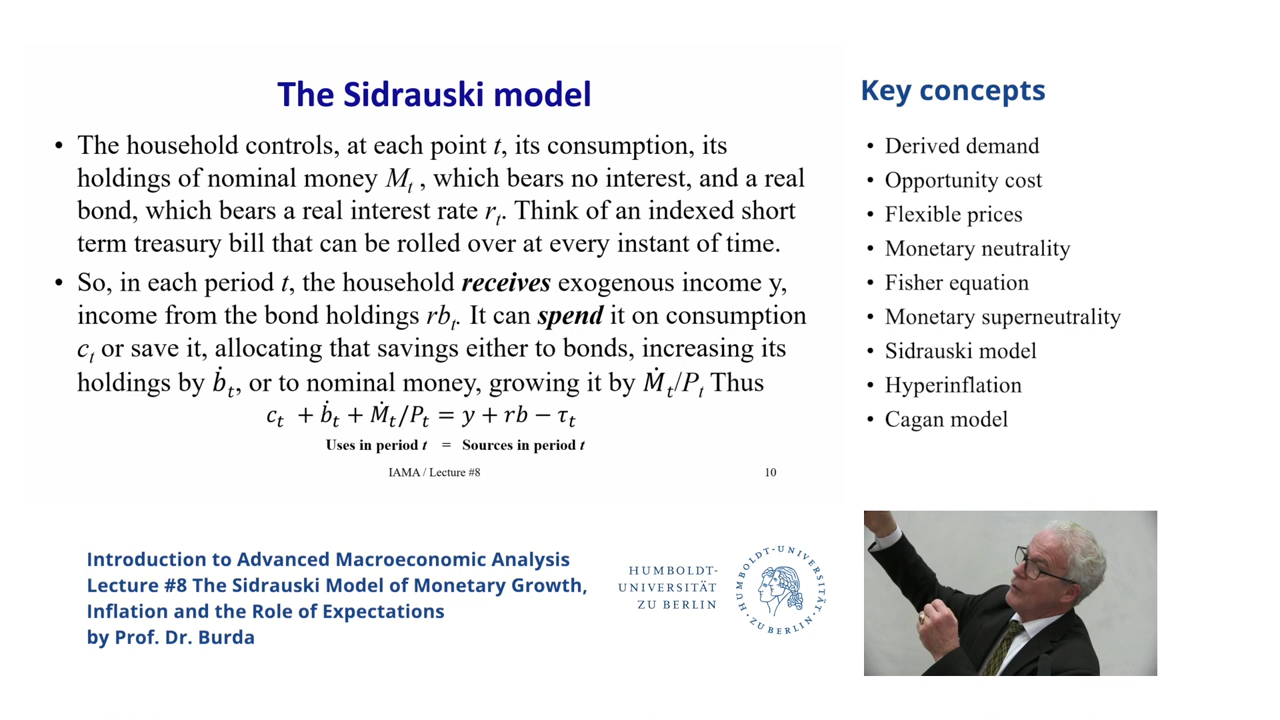 The Sidrauski model
• The household controls, at each point t, its consumption, its
holdings of nominal money Mₜ , which bears no interest, and a real
bond, which bears a real interest rate rₜ. Think of an indexed short
term treasury bill that can be rolled over at every instant of time.
• So, in each period t, the household receives exogenous income y,
income from the bond holdings rbₜ. It can spend it on consumption
cₜ or save it, allocating that savings either to bonds, increasing its
holdings by ḃₜ, or to nominal money, growing it by Ṁₜ/Pₜ Thus
cₜ + ḃₜ + Ṁₜ/Pₜ = y + rb − τₜ
Uses in period t = Sources in period t
IAMA / Lecture #8
10
Key concepts
• Derived demand
• Opportunity cost
• Flexible prices
• Monetary neutrality
• Fisher equation
• Monetary superneutrality
• Sidrauski model
• Hyperinflation
• Cagan model
Introduction to Advanced Macroeconomic Analysis
Lecture #8 The Sidrauski Model of Monetary Growth,
Inflation and the Role of Expectations
by Prof. Dr. Burda
HUMBOLDT-
UNIVERSITÄT
ZU BERLIN
HUMBOLDT-UNIVERSITÄT
· ZU BERLIN ·